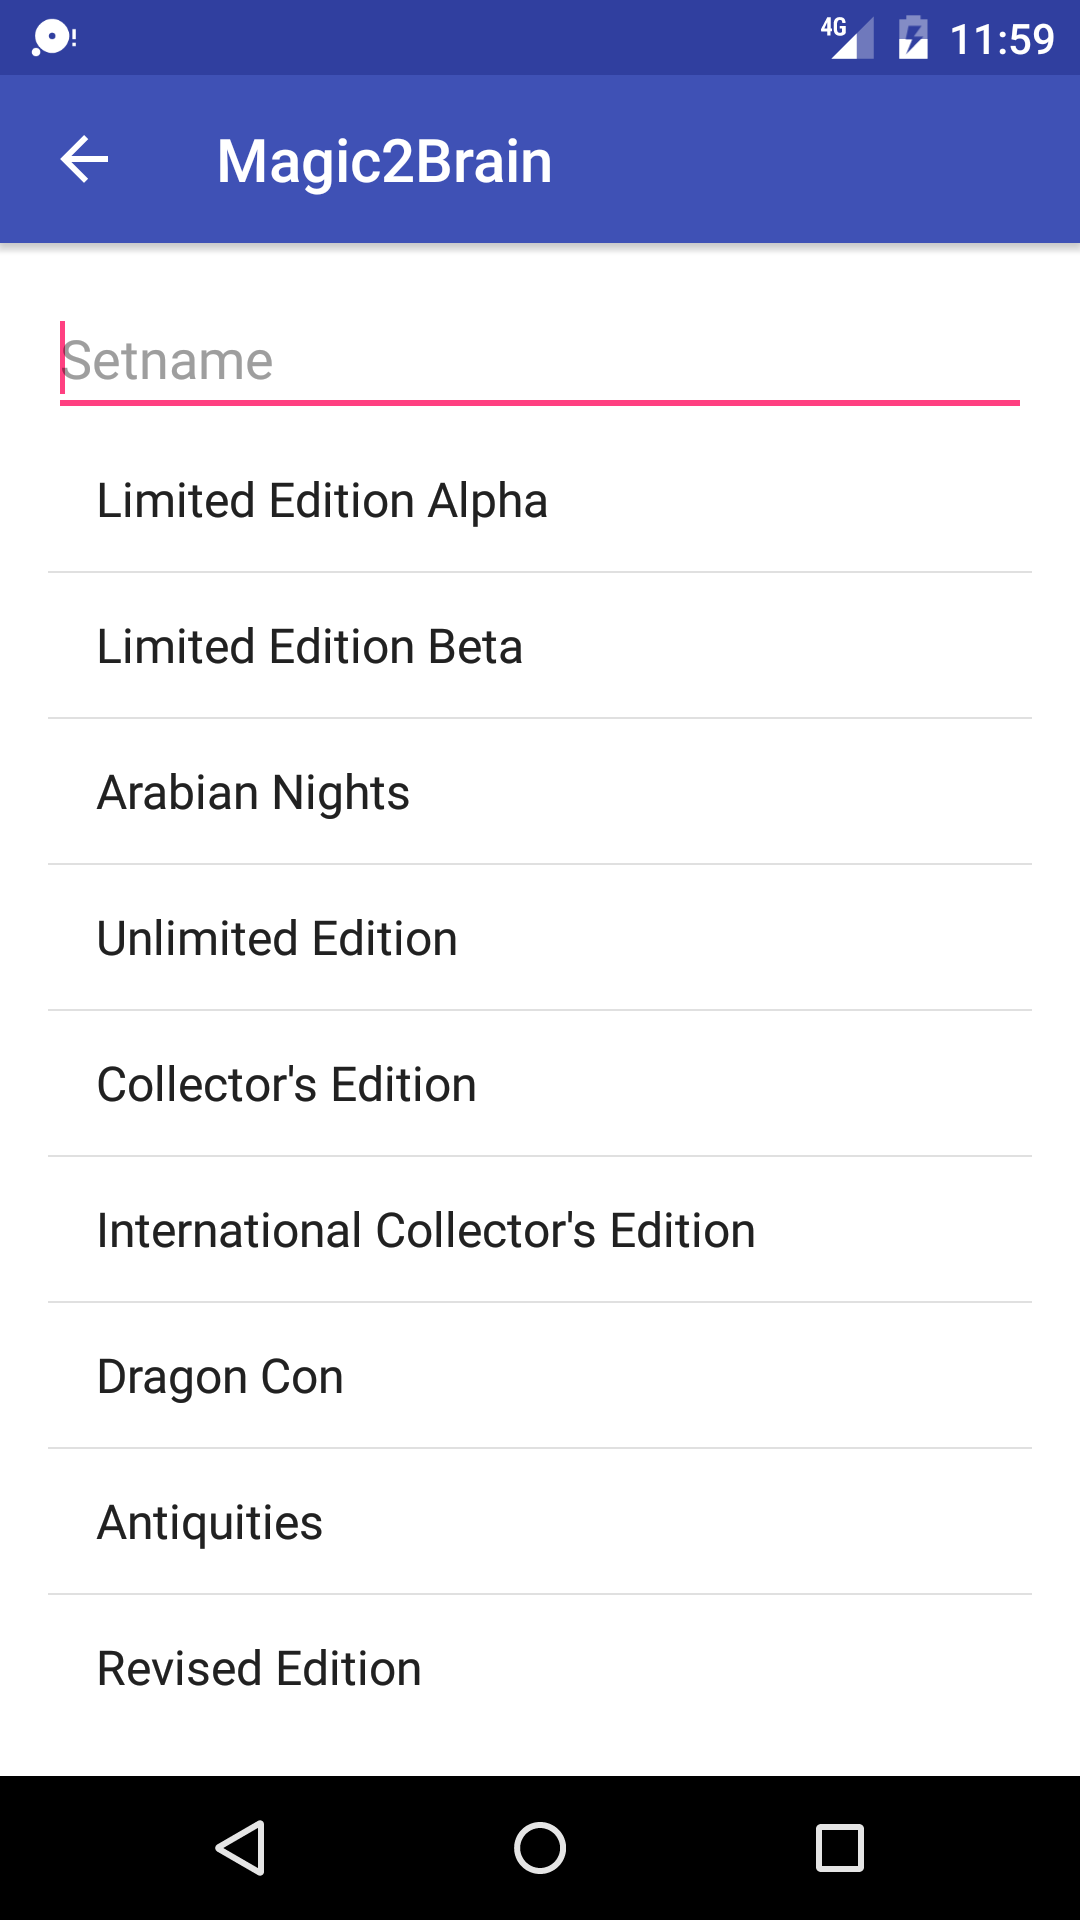 4G 11:59
Magic2Brain
Setname
Limited Edition Alpha
Limited Edition Beta
Arabian Nights
Unlimited Edition
Collector's Edition
International Collector's Edition
Dragon Con
Antiquities
Revised Edition